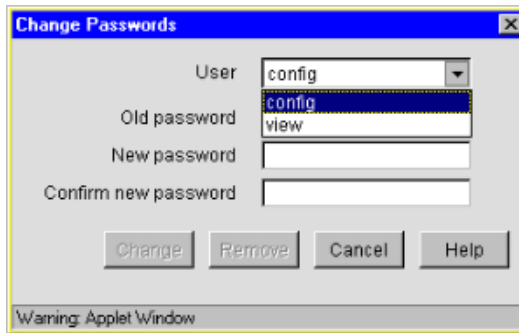 Change Passwords
User config
config
view
Old password
New password
Confirm new password
Change Remove Cancel Help
Warning: Applet Window